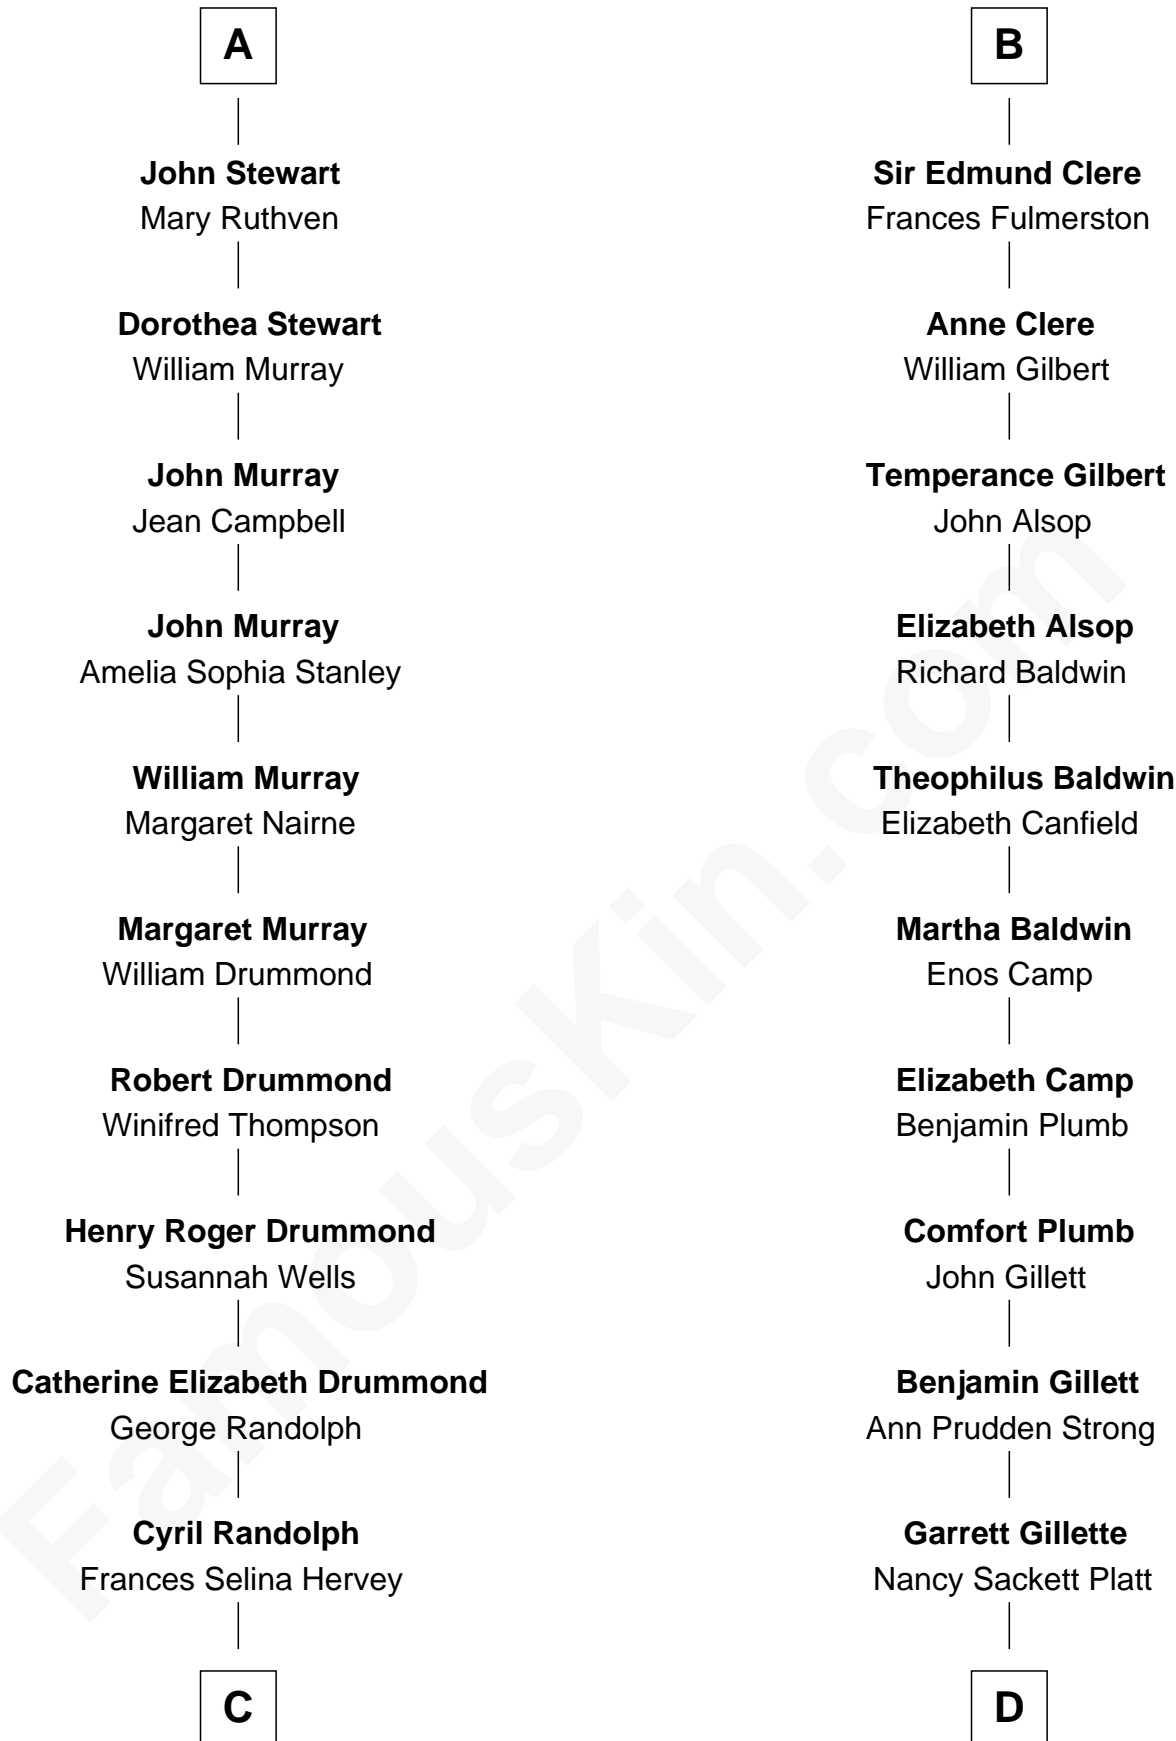 A
John Stewart
Mary Ruthven
Dorothea Stewart
William Murray
John Murray
Jean Campbell
John Murray
Amelia Sophia Stanley
William Murray
Margaret Nairne
Margaret Murray
William Drummond
Robert Drummond
Winifred Thompson
Henry Roger Drummond
Susannah Wells
Catherine Elizabeth Drummond
George Randolph
Cyril Randolph
Frances Selina Hervey
C
B
Sir Edmund Clere
Frances Fulmerston
Anne Clere
William Gilbert
Temperance Gilbert
John Alsop
Elizabeth Alsop
Richard Baldwin
Theophilus Baldwin
Elizabeth Canfield
Martha Baldwin
Enos Camp
Elizabeth Camp
Benjamin Plumb
Comfort Plumb
John Gillett
Benjamin Gillett
Ann Prudden Strong
Garrett Gillette
Nancy Sackett Platt
D
FamousKin.com